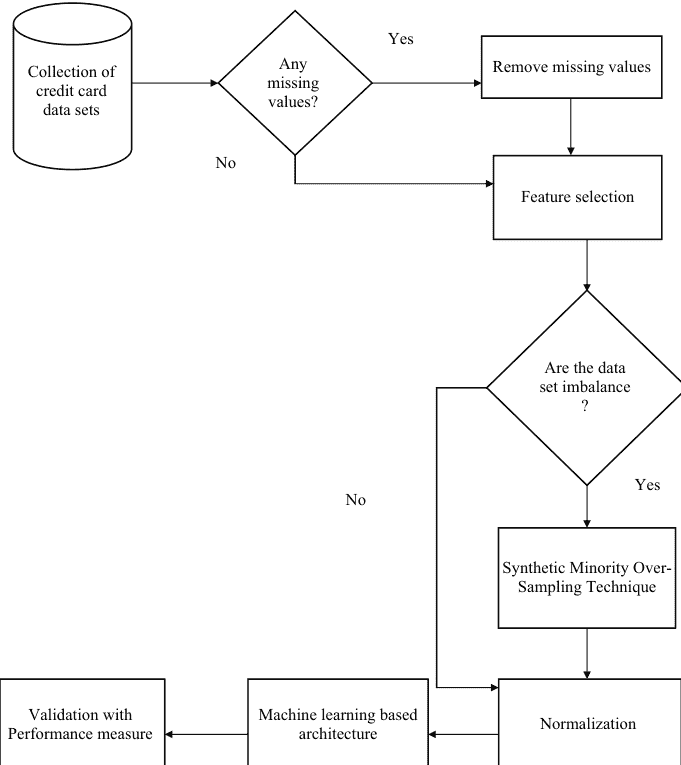 Collection of
credit card
data sets
Any
missing
values?
Yes
Remove missing values
No
Feature selection
Are the data
set imbalance
?
Yes
No
Synthetic Minority Over-
Sampling Technique
Normalization
Machine learning based
architecture
Validation with
Performance measure